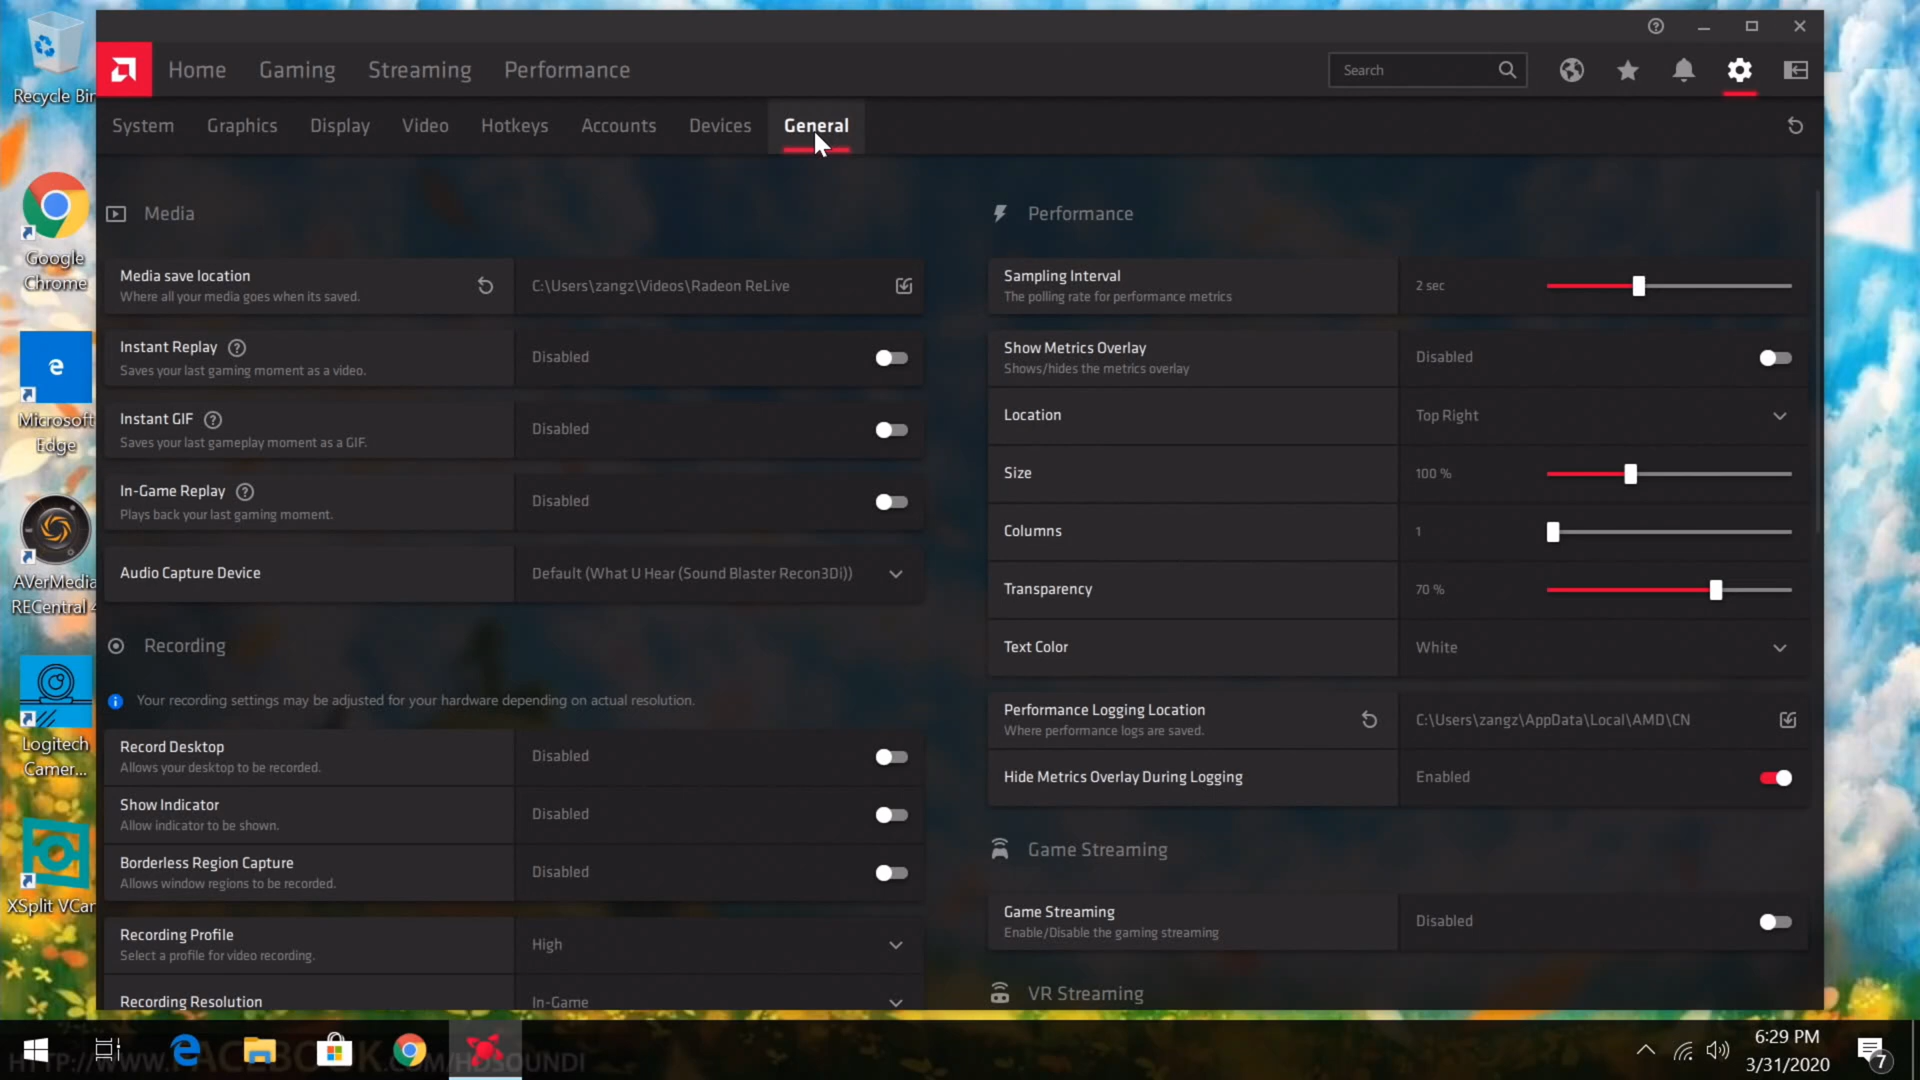 Recycle Bin
Google
Chrome
Microsoft
Edge
AVerMedia
RECentral 4
Logitech
Camer...
XSplit VCam
Home
Gaming
Streaming
Performance
Search
System
Graphics
Display
Video
Hotkeys
Accounts
Devices
General
Media
Media save location
Where all your media goes when its saved.
C:\Users\zangz\Videos\Radeon ReLive
Instant Replay
Saves your last gaming moment as a video.
Disabled
Instant GIF
Saves your last gameplay moment as a GIF.
Disabled
In-Game Replay
Plays back your last gaming moment.
Disabled
Audio Capture Device
Default (What U Hear (Sound Blaster Recon3Di))
Recording
Your recording settings may be adjusted for your hardware depending on actual resolution.
Record Desktop
Allows your desktop to be recorded.
Disabled
Show Indicator
Allow indicator to be shown.
Disabled
Borderless Region Capture
Allows window regions to be recorded.
Disabled
Recording Profile
Select a profile for video recording.
High
Recording Resolution
In-Game
Performance
Sampling Interval
The polling rate for performance metrics
2 sec
Show Metrics Overlay
Shows/hides the metrics overlay
Disabled
Location
Top Right
Size
100 %
Columns
1
Transparency
70 %
Text Color
White
Performance Logging Location
Where performance logs are saved.
C:\Users\zangz\AppData\Local\AMD\CN
Hide Metrics Overlay During Logging
Enabled
Game Streaming
Game Streaming
Enable/Disable the gaming streaming
Disabled
VR Streaming
HTTP://WWW.FACEBOOK.COM/HDSOUNDI
6:29 PM
3/31/2020
7